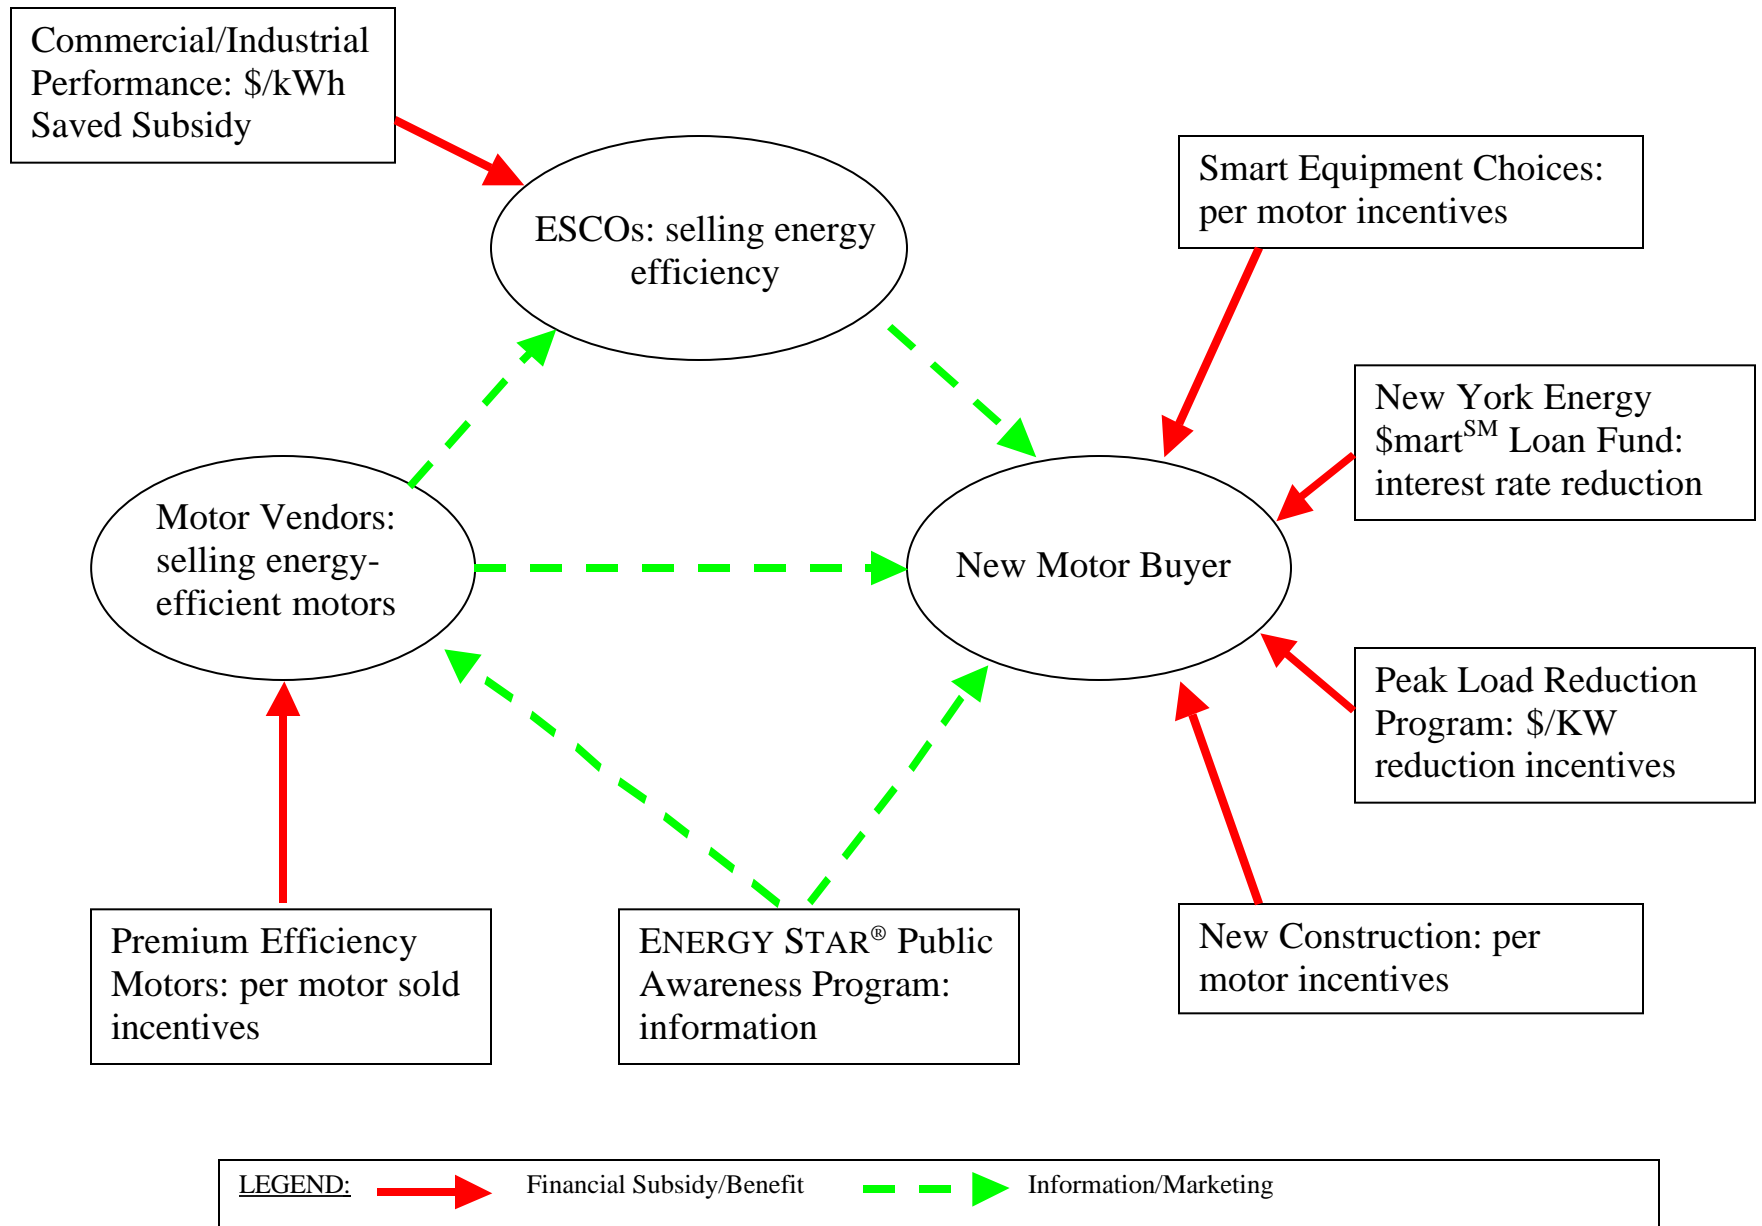 Commercial/Industrial
Performance: $/kWh
Saved Subsidy
ESCOs: selling energy
efficiency
Smart Equipment Choices:
per motor incentives
New York Energy
$mart^SM Loan Fund:
interest rate reduction
Motor Vendors:
selling energy-
efficient motors
New Motor Buyer
Peak Load Reduction
Program: $/KW
reduction incentives
Premium Efficiency
Motors: per motor sold
incentives
ENERGY STAR® Public
Awareness Program:
information
New Construction: per
motor incentives
LEGEND: Financial Subsidy/Benefit Information/Marketing